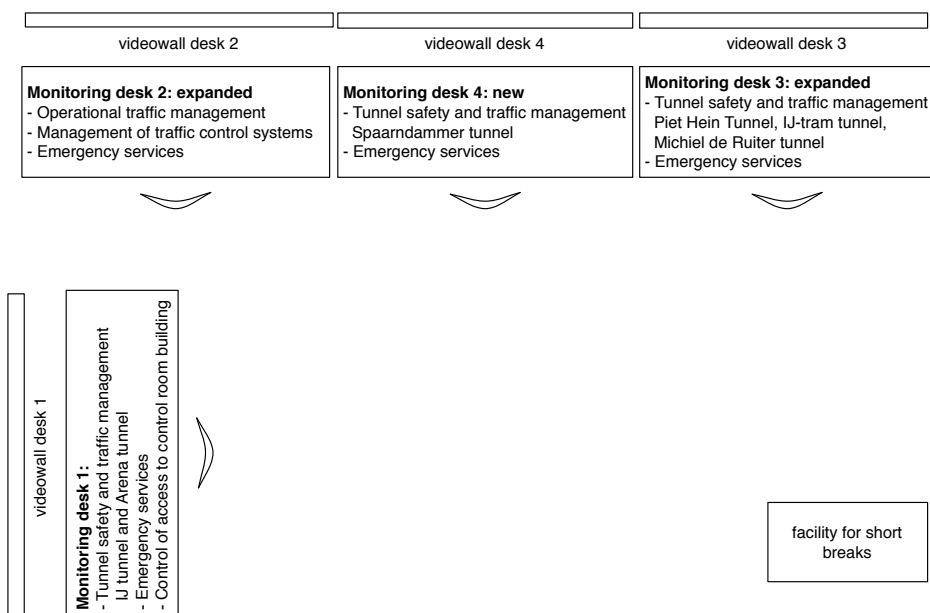 videowall desk 2
videowall desk 4
videowall desk 3
Monitoring desk 2: expanded
- Operational traffic management
- Management of traffic control systems
- Emergency services
Monitoring desk 4: new
- Tunnel safety and traffic management
Spaarndammer tunnel
- Emergency services
Monitoring desk 3: expanded
- Tunnel safety and traffic management
Piet Hein Tunnel, IJ-tram tunnel,
Michiel de Ruiter tunnel
- Emergency services
videowall desk 1
Monitoring desk 1:
- Tunnel safety and traffic management
IJ tunnel and Arena tunnel
- Emergency services
- Control of access to control room building
facility for short
breaks